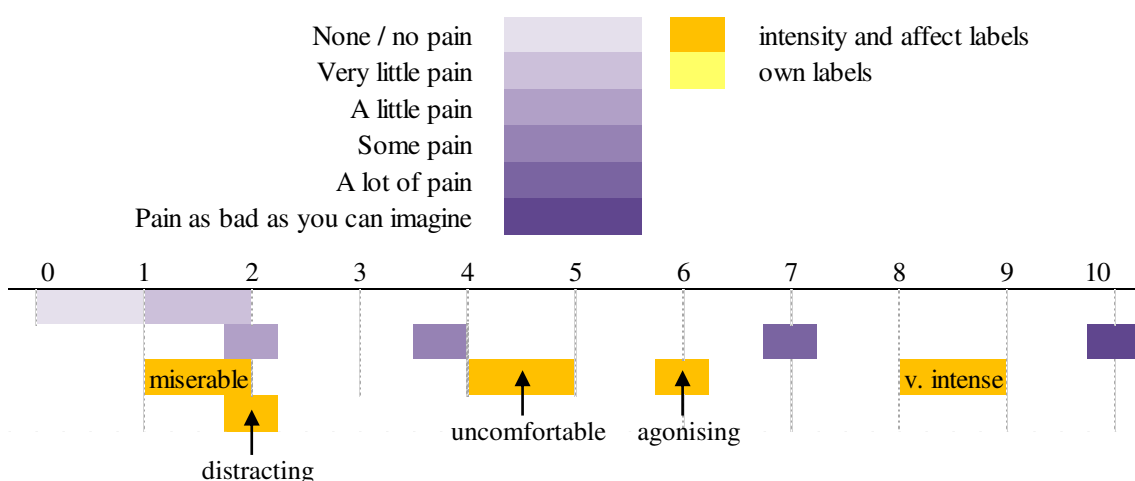 None / no pain
Very little pain
A little pain
Some pain
A lot of pain
Pain as bad as you can imagine
intensity and affect labels
own labels
0 1 2 3 4 5 6 7 8 9 10
miserable
v. intense
uncomfortable
agonising
distracting